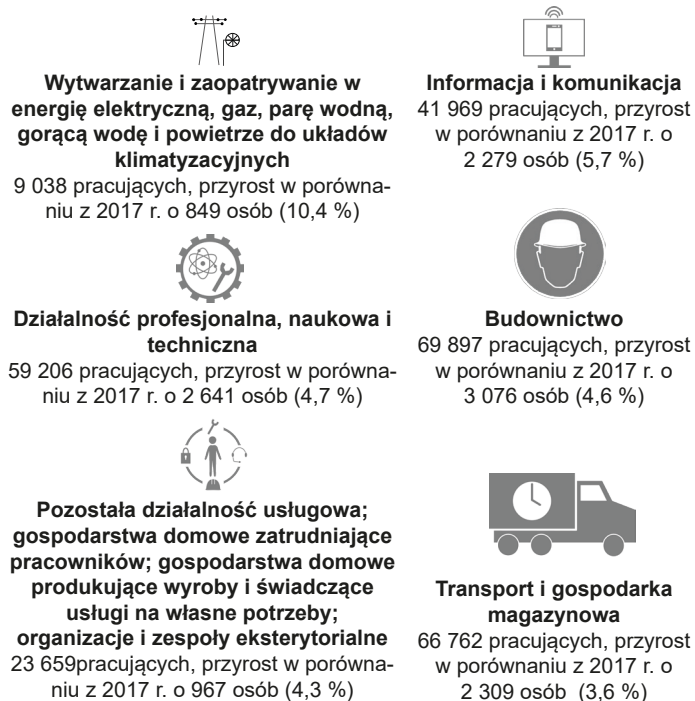 Wytwarzanie i zaopatrywanie w
energię elektryczną, gaz, parę wodną,
gorącą wodę i powietrze do układów
klimatyzacyjnych
9 038 pracujących, przyrost w porówna-
niu z 2017 r. o 849 osób (10,4 %)
Informacja i komunikacja
41 969 pracujących, przyrost
w porównaniu z 2017 r. o
2 279 osób (5,7 %)
Działalność profesjonalna, naukowa i
techniczna
59 206 pracujących, przyrost w porówna-
niu z 2017 r. o 2 641 osób (4,7 %)
Budownictwo
69 897 pracujących, przyrost
w porównaniu z 2017 r. o
3 076 osób (4,6 %)
Pozostała działalność usługowa;
gospodarstwa domowe zatrudniające
pracowników; gospodarstwa domowe
produkujące wyroby i świadczące
usługi na własne potrzeby;
organizacje i zespoły eksterytorialne
23 659pracujących, przyrost w porówna-
niu z 2017 r. o 967 osób (4,3 %)
Transport i gospodarka
magazynowa
66 762 pracujących, przyrost
w porównaniu z 2017 r. o
2 309 osób (3,6 %)